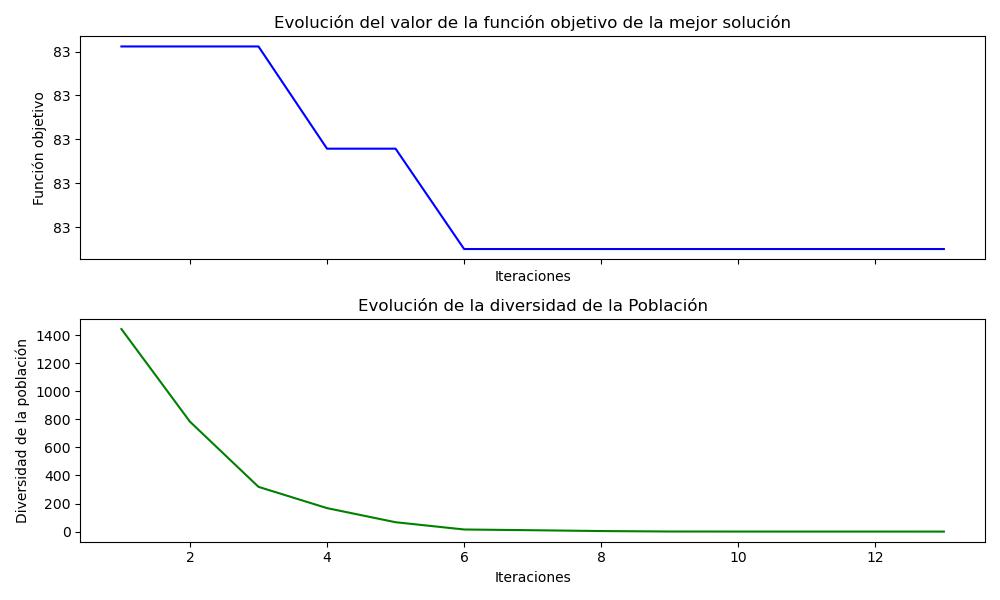 Evolución del valor de la función objetivo de la mejor solución
Función objetivo
83
83
83
83
83
Iteraciones
Evolución de la diversidad de la Población
Diversidad de la población
1400
1200
1000
800
600
400
200
0
2 4 6 8 10 12
Iteraciones